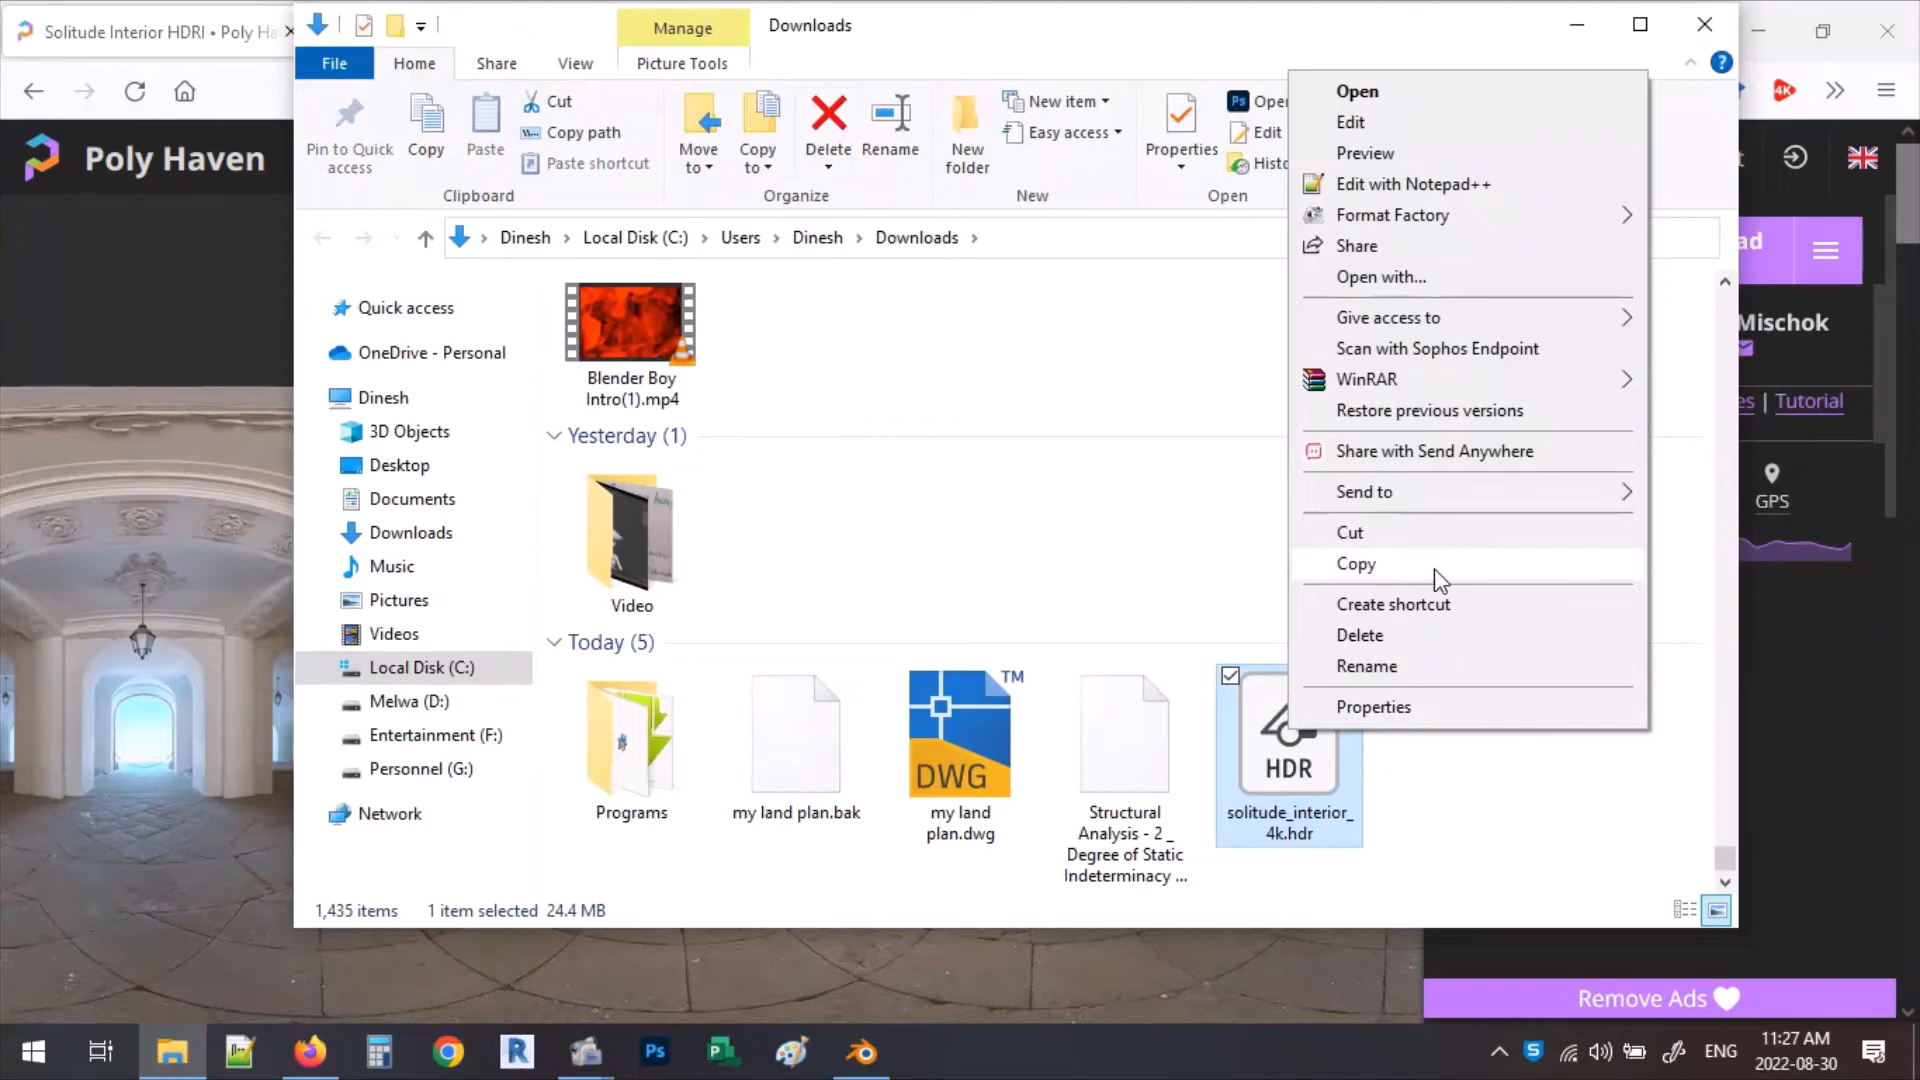 Solitude Interior HDRI • Poly Ha
Manage
Downloads
File
Home
Share
View
Picture Tools
Pin to Quick
access
Copy
Paste
Cut
Copy path
Paste shortcut
Clipboard
Move
to
Copy
to
Delete
Rename
Organize
New
folder
New item
Easy access
New
Properties
Open
Edit
Open
Poly Haven
Dinesh
Local Disk (C:)
Users
Dinesh
Downloads
Quick access
OneDrive - Personal
Dinesh
3D Objects
Desktop
Documents
Downloads
Music
Pictures
Videos
Local Disk (C:)
Melwa (D:)
Entertainment (F:)
Personnel (G:)
Network
Blender Boy
Intro(1).mp4
Yesterday (1)
Video
Today (5)
Programs
my land plan.bak
TM
DWG
my land
plan.dwg
Structural
Analysis - 2 _
Degree of Static
Indeterminacy ...
HDR
solitude_interior_
4k.hdr
1,435 items
1 item selected 24.4 MB
Open
Edit
Preview
Edit with Notepad++
Format Factory
Share
Open with...
Give access to
Scan with Sophos Endpoint
WinRAR
Restore previous versions
Share with Send Anywhere
Send to
Cut
Copy
Create shortcut
Delete
Rename
Properties
4K
Mischok
Tutorial
GPS
Remove Ads
R
Ps
P
S
ENG
11:27 AM
2022-08-30